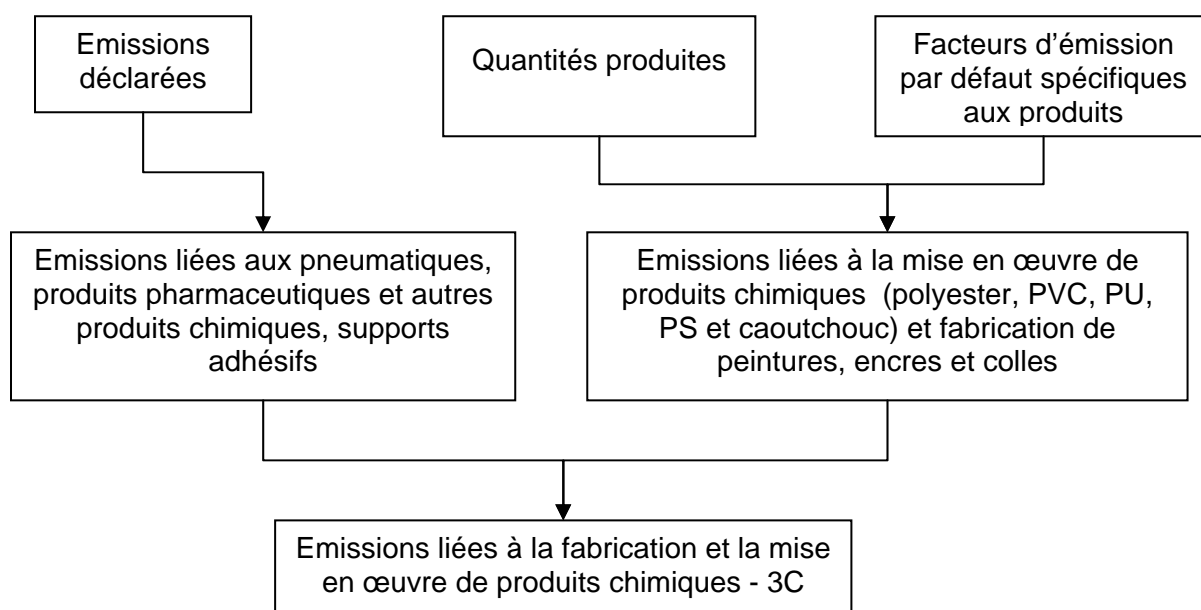 Emissions
déclarées
Quantités produites
Facteurs d’émission
par défaut spécifiques
aux produits
Emissions liées aux pneumatiques,
produits pharmaceutiques et autres
produits chimiques, supports
adhésifs
Emissions liées à la mise en œuvre de
produits chimiques (polyester, PVC, PU,
PS et caoutchouc) et fabrication de
peintures, encres et colles
Emissions liées à la fabrication et la mise
en œuvre de produits chimiques - 3C